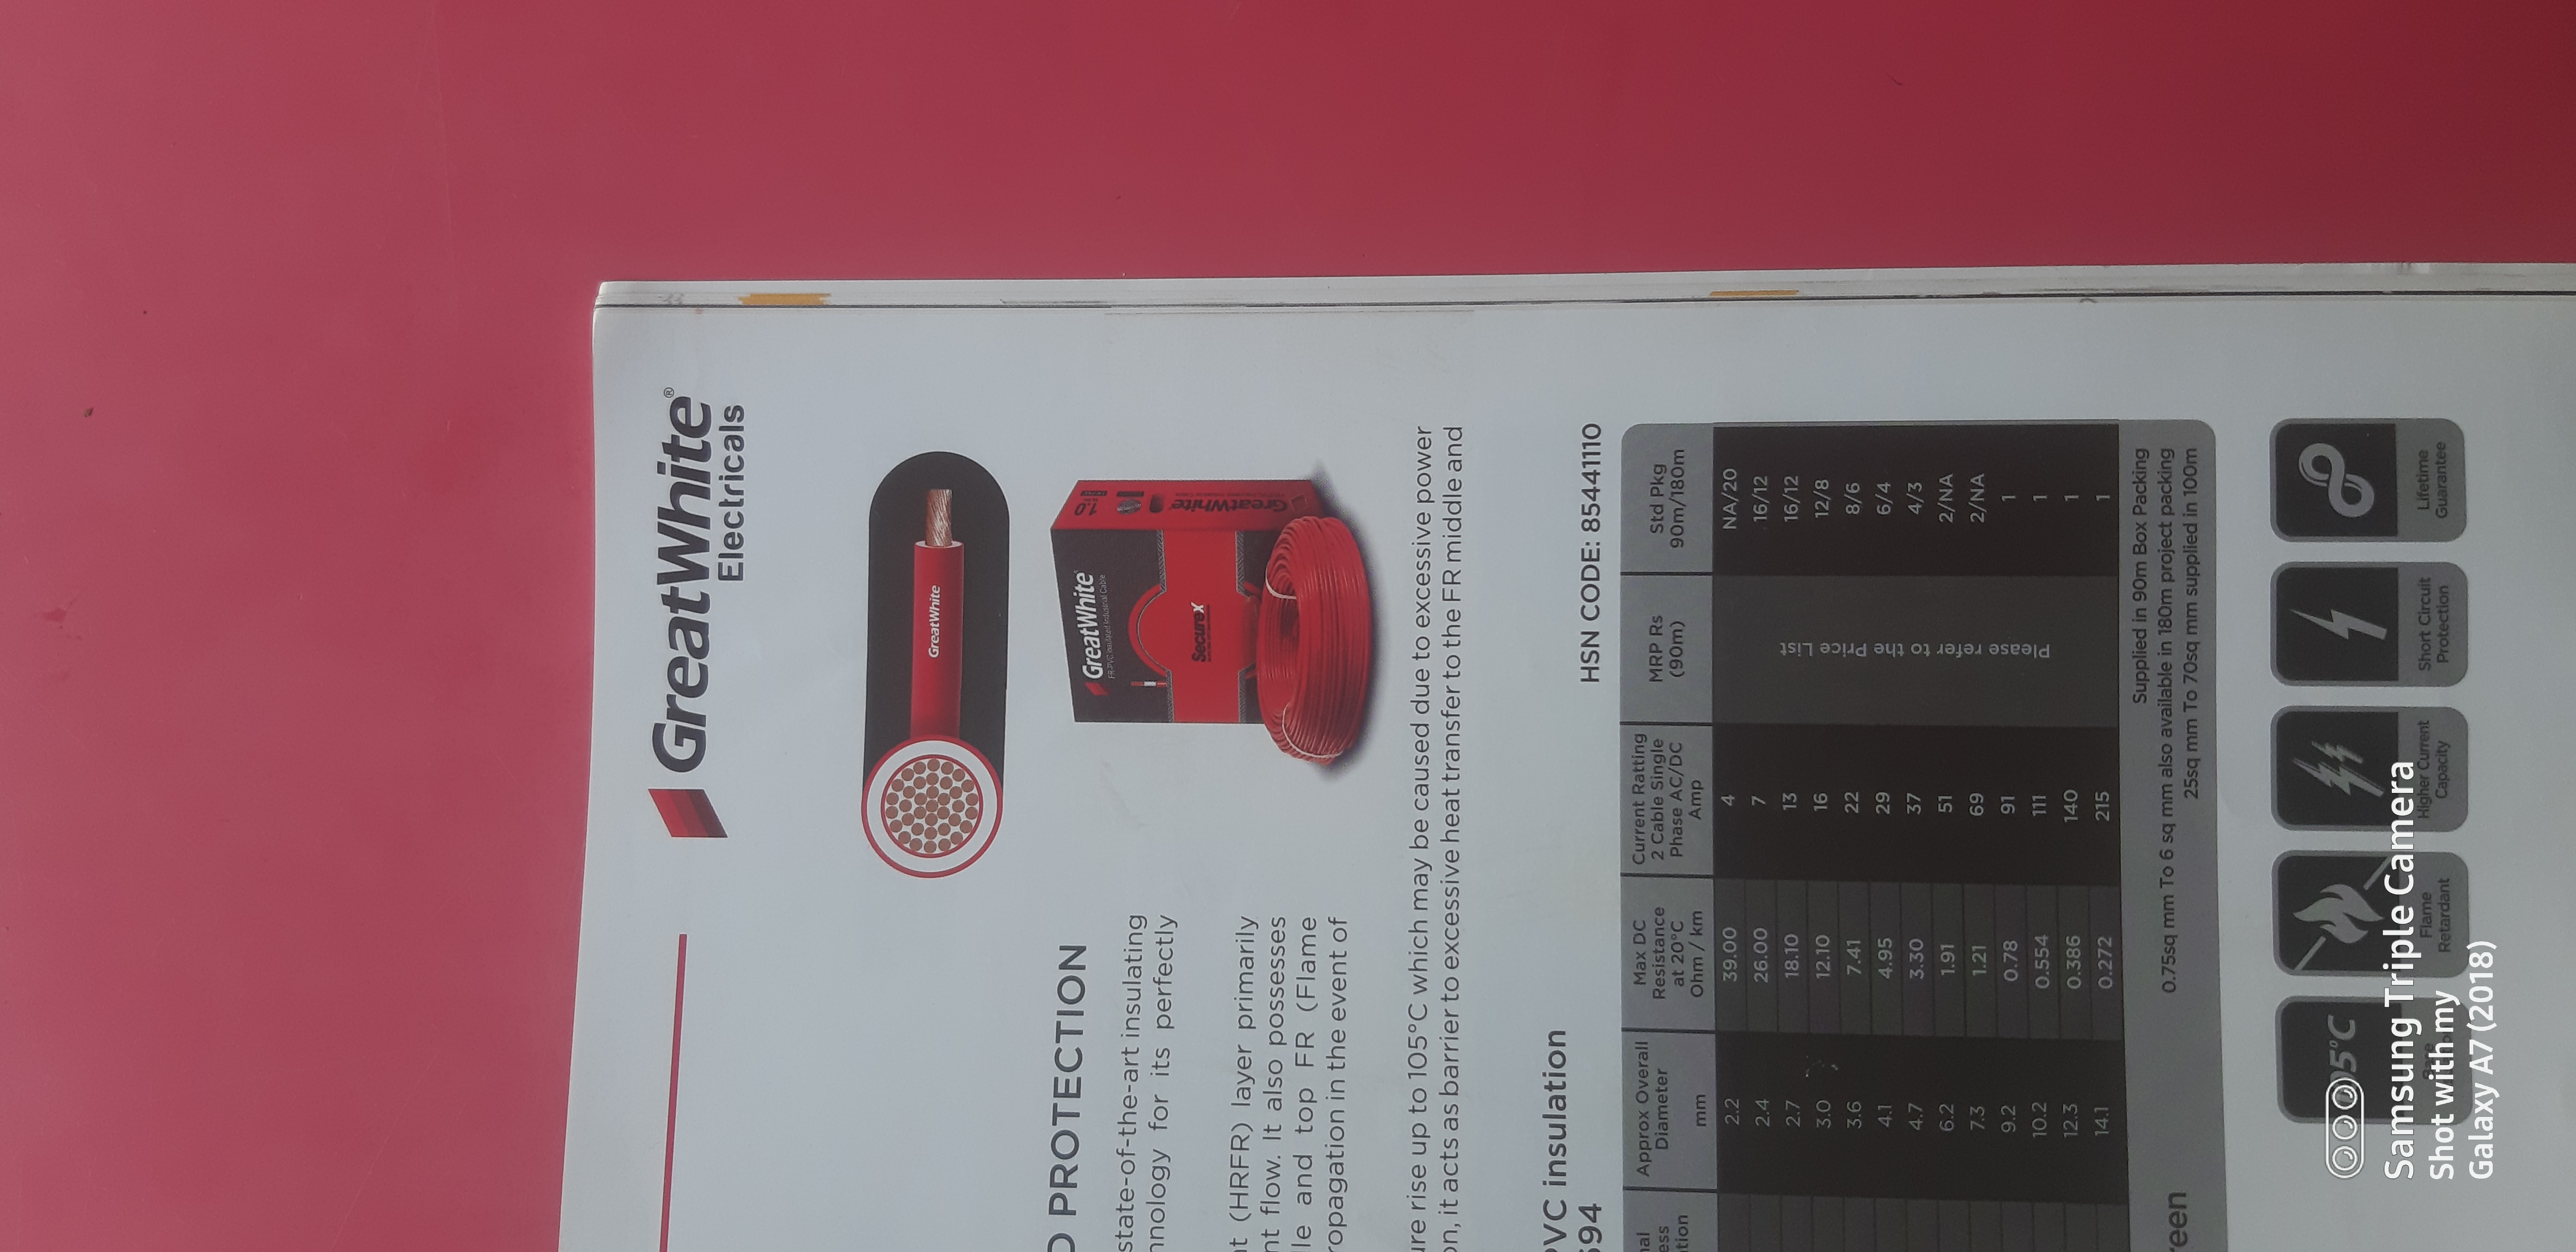 GreatWhite®
Electricals
GreatWhite
D PROTECTION
GreatWhite
FR-PVC Insulated Industrial Cable
1.0
state-of-the-art insulating
nnology for its perfectly
SecureX
GreatWhite
nt (HRFR) layer primarily
nt flow. It also possesses
lle and top FR (Flame
ropagation in the event of
ure rise up to 105°C which may be caused due to excessive power
on, it acts as barrier to excessive heat transfer to the FR middle and
PVC insulation
694
HSN CODE: 85441110
nal
ess
ation
Approx Overall
Diameter
mm
Max DC
Resistance
at 20°C
Ohm / km
Current Ratting
2 Cable Single
Phase AC/DC
Amp
MRP Rs
(90m)
Std Pkg
90m/180m
2.2 39.00 4 NA/20
2.4 26.00 7 16/12
2.7 18.10 13 16/12
3.0 12.10 16 12/8
3.6 7.41 22 8/6
4.1 4.95 29 6/4
4.7 3.30 37 4/3
6.2 1.91 51 2/NA
7.3 1.21 69 2/NA
9.2 0.78 91 1
10.2 0.554 111 1
12.3 0.386 140 1
14.1 0.272 215 1
Please refer to the Price List
Supplied in 90m Box Packing
reen
0.75sq mm To 6 sq mm also available in 180m project packing
25sq mm To 70sq mm supplied in 100m
05°C
Flame
Retardant
Higher Current
Capacity
Short Circuit
Protection
Lifetime
Guarantee
Samsung Triple Camera
Shot with my
Galaxy A7 (2018)